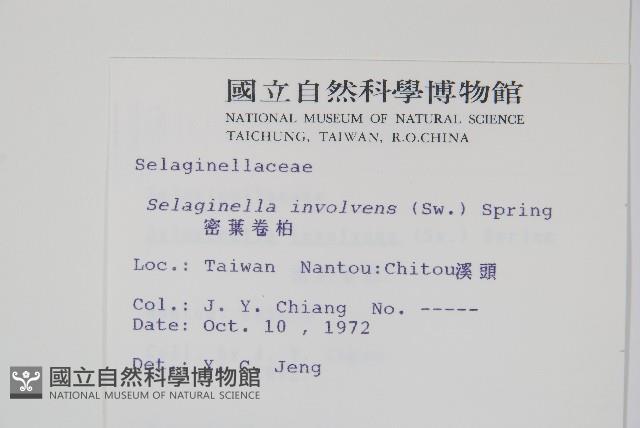 國立自然科學博物館
NATIONAL MUSEUM OF NATURAL SCIENCE
TAICHUNG, TAIWAN, R.O.CHINA
Selaginellaceae
Selaginella involvens (Sw.) Spring
密葉卷柏
Loc.: Taiwan Nantou:Chitou溪頭
Col.: J. Y. Chiang No. -----
Date: Oct. 10 , 1972
Det.: Y. C. Jeng
國立自然科學博物館
NATIONAL MUSEUM OF NATURAL SCIENCE